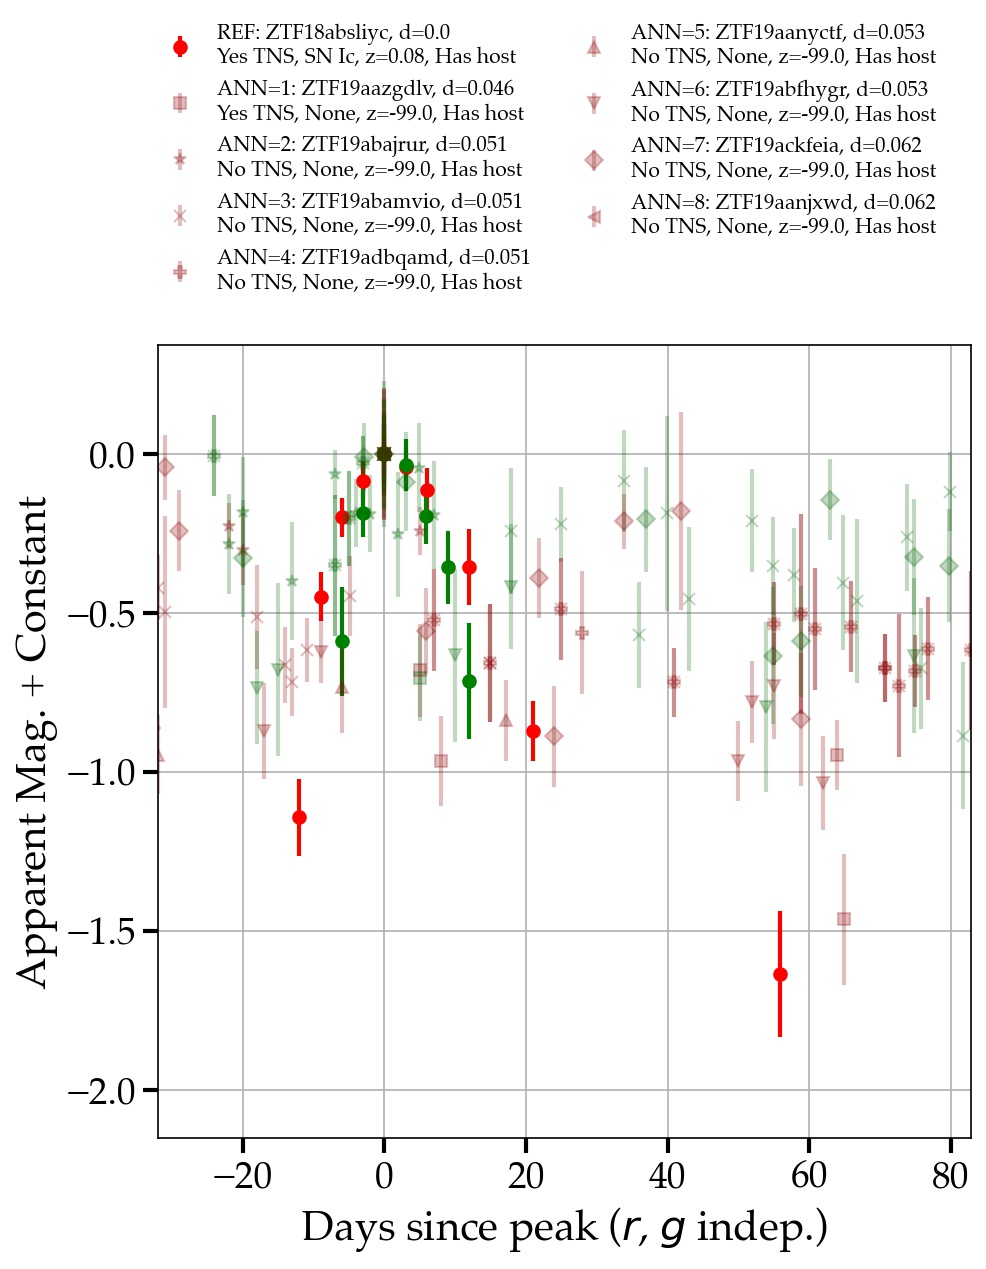 REF: ZTF18absliyc, d=0.0
Yes TNS, SN Ic, z=0.08, Has host
ANN=1: ZTF19aazgdlv, d=0.046
Yes TNS, None, z=-99.0, Has host
ANN=2: ZTF19abajrur, d=0.051
No TNS, None, z=-99.0, Has host
ANN=3: ZTF19abamvio, d=0.051
No TNS, None, z=-99.0, Has host
ANN=4: ZTF19adbqamd, d=0.051
No TNS, None, z=-99.0, Has host
ANN=5: ZTF19aanyctf, d=0.053
No TNS, None, z=-99.0, Has host
ANN=6: ZTF19abfhygr, d=0.053
No TNS, None, z=-99.0, Has host
ANN=7: ZTF19ackfeia, d=0.062
No TNS, None, z=-99.0, Has host
ANN=8: ZTF19aanjxwd, d=0.062
No TNS, None, z=-99.0, Has host
Apparent Mag. + Constant
0.0
−0.5
−1.0
−1.5
−2.0
−20 0 20 40 60 80
Days since peak (r, g indep.)